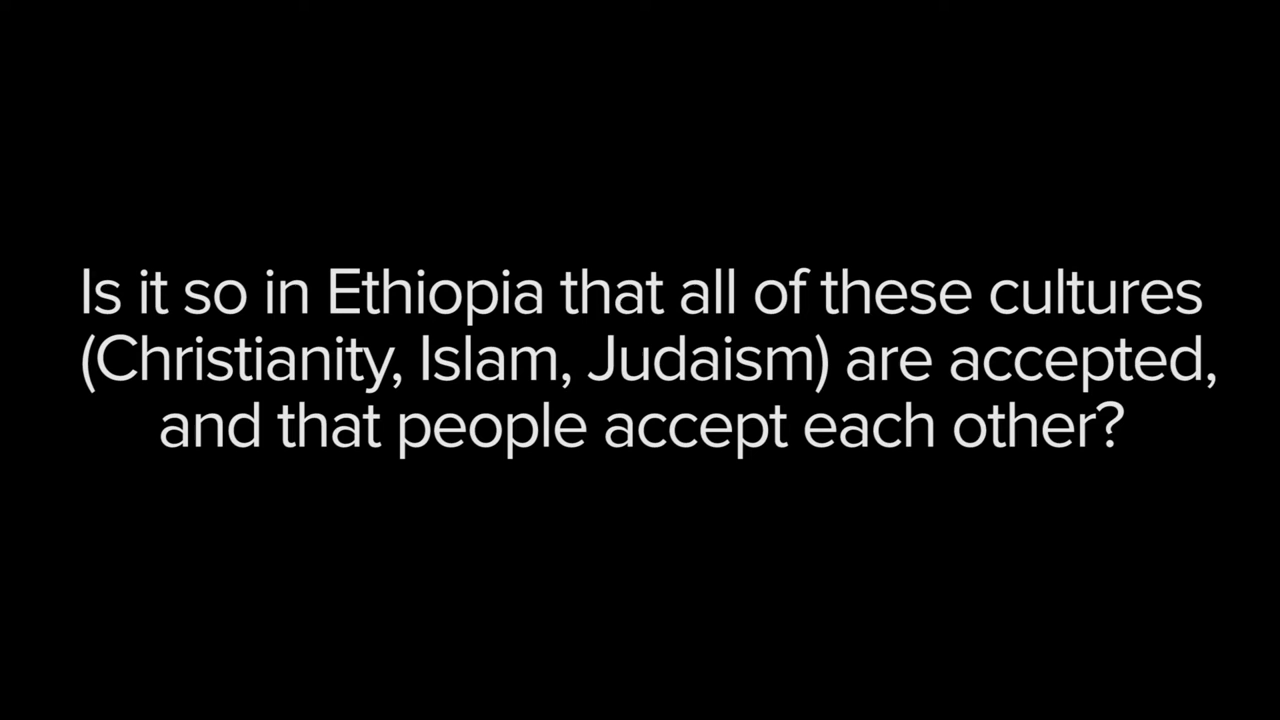 Is it so in Ethiopia that all of these cultures
(Christianity, Islam, Judaism) are accepted,
and that people accept each other?